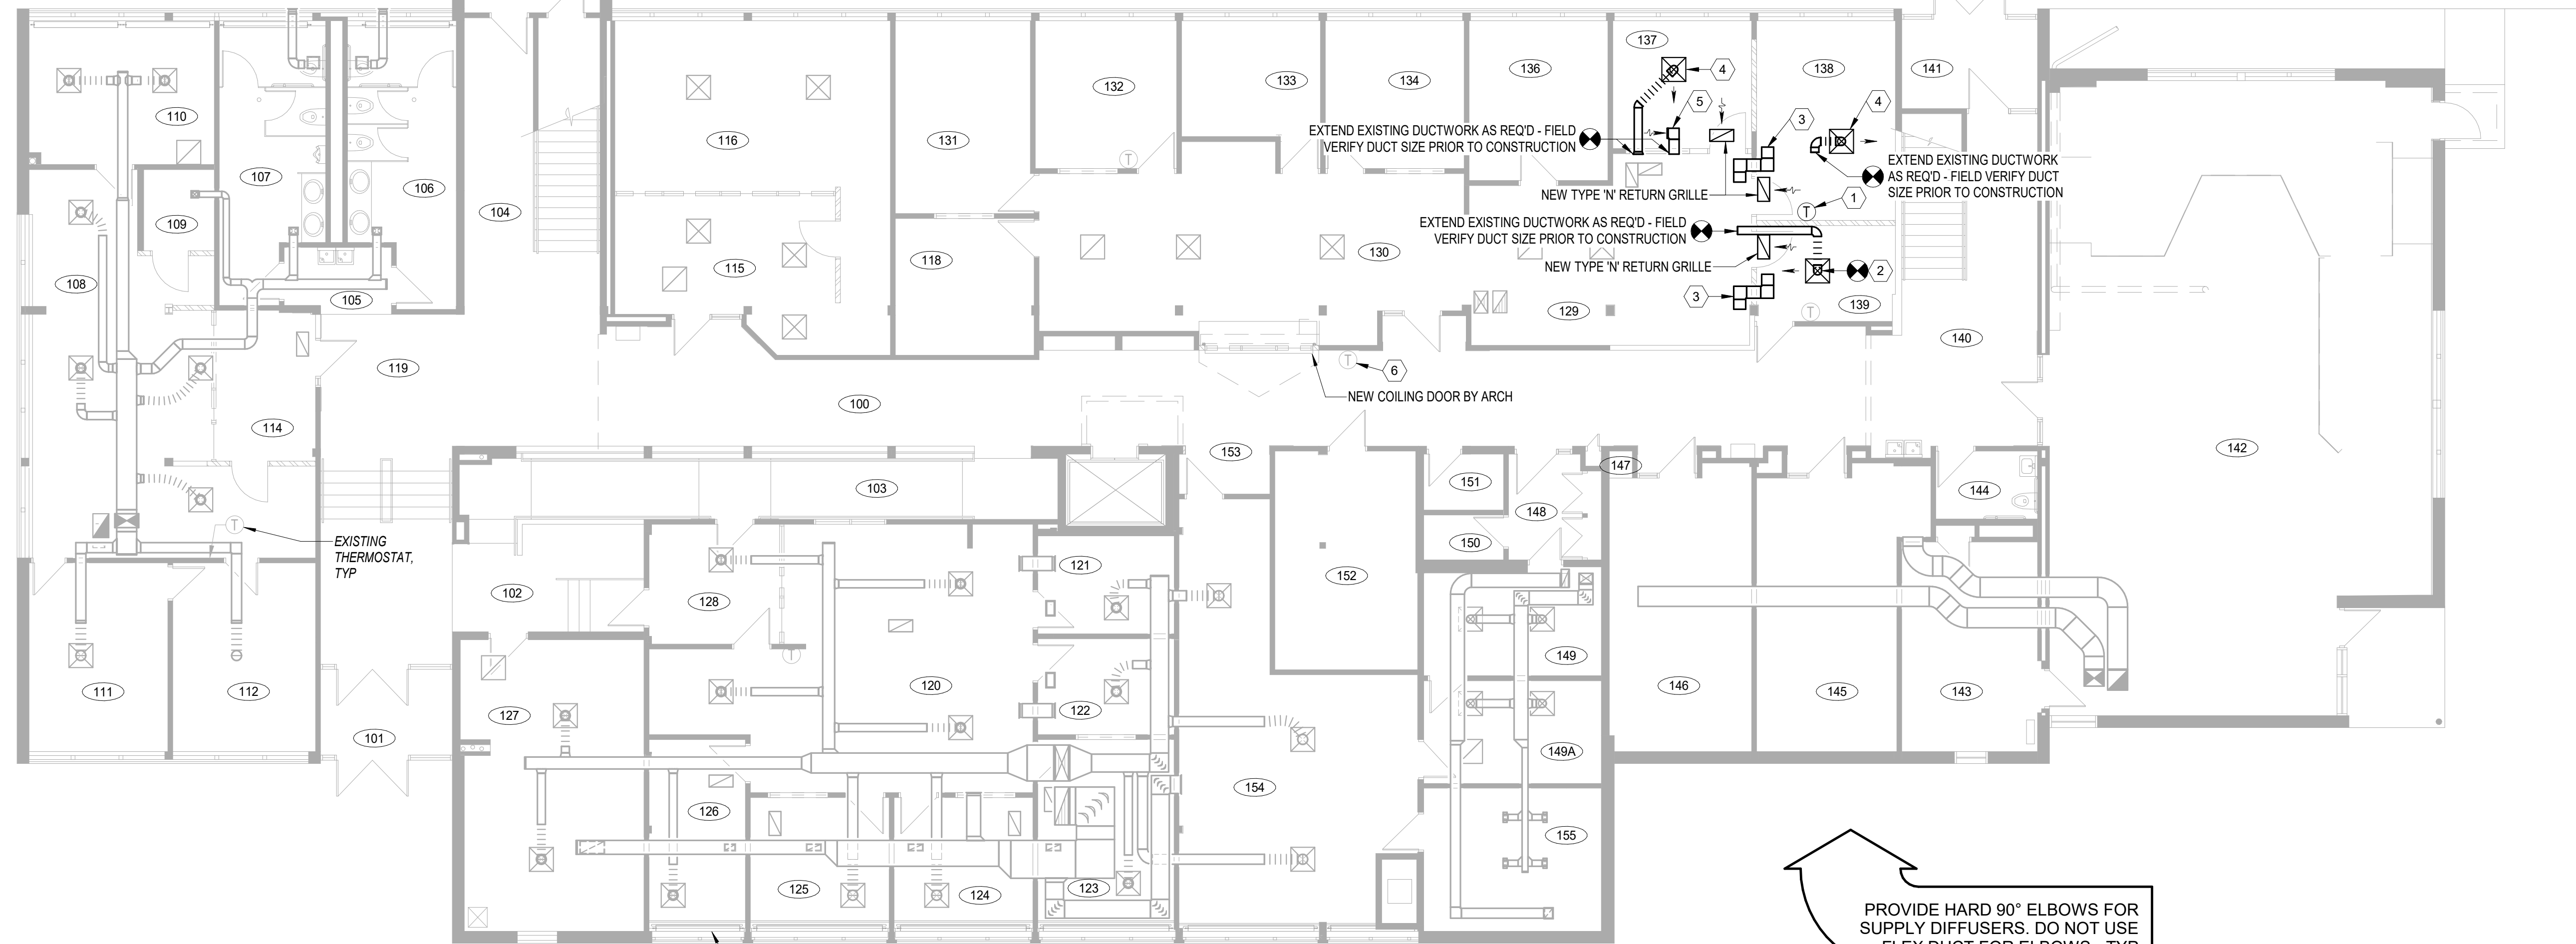 137
4
138
141
136
134
133
132
110
5
4
3
EXTEND EXISTING DUCTWORK AS REQ'D - FIELD
VERIFY DUCT SIZE PRIOR TO CONSTRUCTION
116
131
EXTEND EXISTING DUCTWORK
AS REQ'D - FIELD VERIFY DUCT
SIZE PRIOR TO CONSTRUCTION
T
107
106
NEW TYPE 'N' RETURN GRILLE
1
T
104
109
EXTEND EXISTING DUCTWORK AS REQ'D - FIELD
VERIFY DUCT SIZE PRIOR TO CONSTRUCTION
130
118
115
NEW TYPE 'N' RETURN GRILLE
2
108
105
3
139
T
129
140
119
T
6
NEW COILING DOOR BY ARCH
100
114
142
153
147
151
144
103
148
T
EXISTING
THERMOSTAT,
TYP
150
121
152
102
128
149
T
111
112
120
146
145
143
122
127
101
149A
154
126
155
125
124
123
PROVIDE HARD 90° ELBOWS FOR
SUPPLY DIFFUSERS. DO NOT USE
FLEX DUCT FOR ELBOWS - TYP